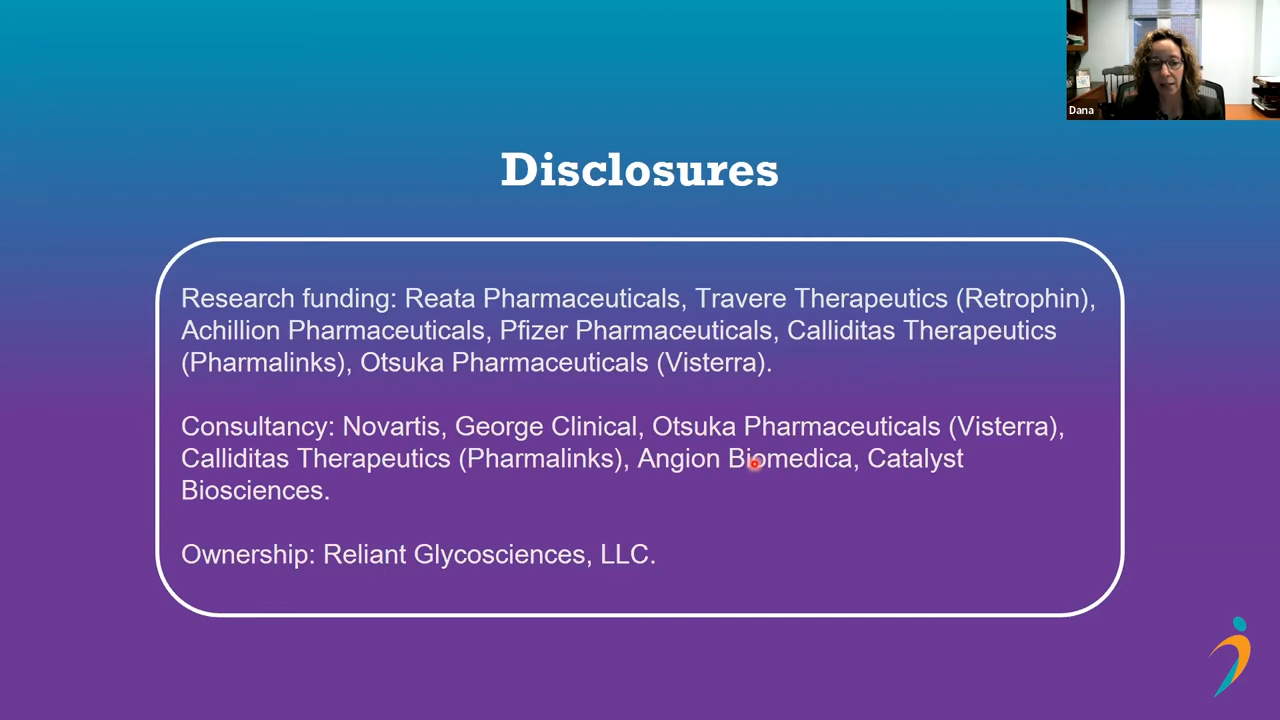 Dana
Disclosures
Research funding: Reata Pharmaceuticals, Travere Therapeutics (Retrophin),
Achillion Pharmaceuticals, Pfizer Pharmaceuticals, Calliditas Therapeutics
(Pharmalinks), Otsuka Pharmaceuticals (Visterra).
Consultancy: Novartis, George Clinical, Otsuka Pharmaceuticals (Visterra),
Calliditas Therapeutics (Pharmalinks), Angion Biomedica, Catalyst
Biosciences.
Ownership: Reliant Glycosciences, LLC.